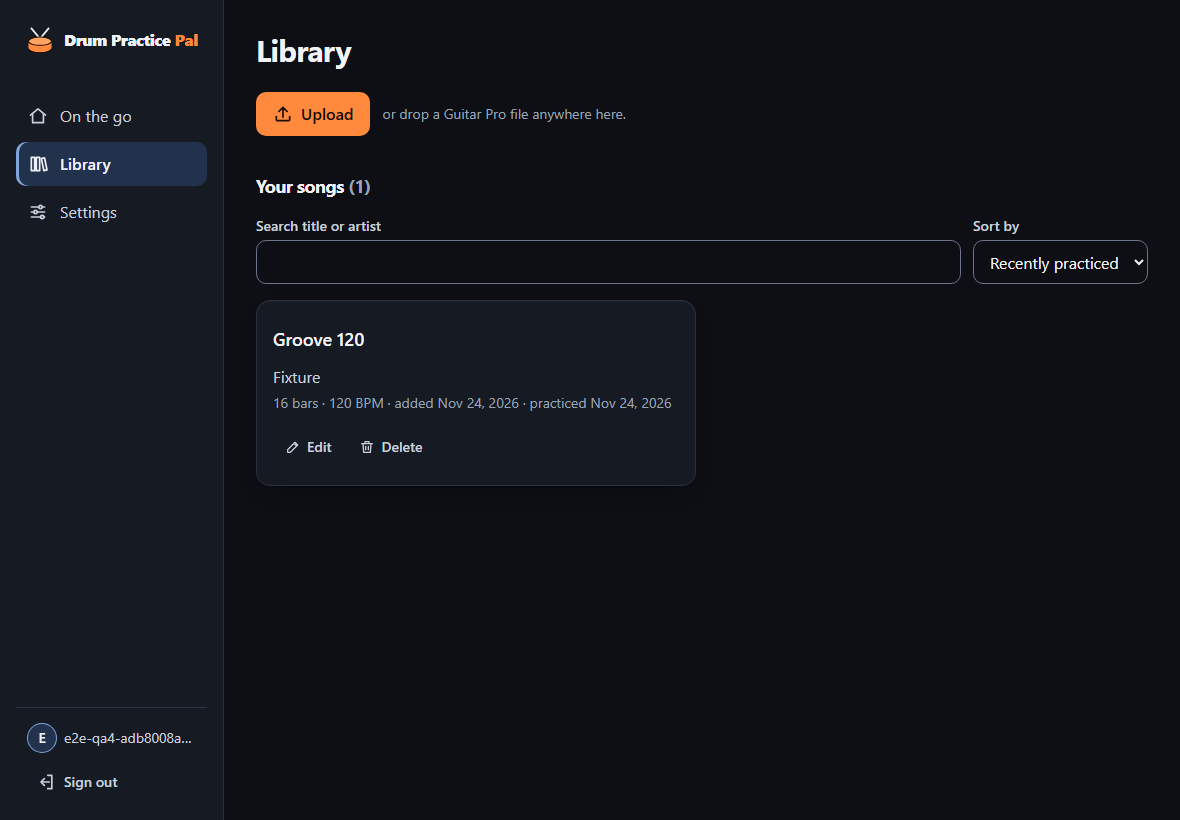 Drum Practice Pal
On the go
Library
Settings
e2e-qa4-adb8008a...
Sign out
Library
Upload
or drop a Guitar Pro file anywhere here.
Your songs (1)
Search title or artist
Sort by
Recently practiced
Groove 120
Fixture
16 bars · 120 BPM · added Nov 24, 2026 · practiced Nov 24, 2026
Edit
Delete
E